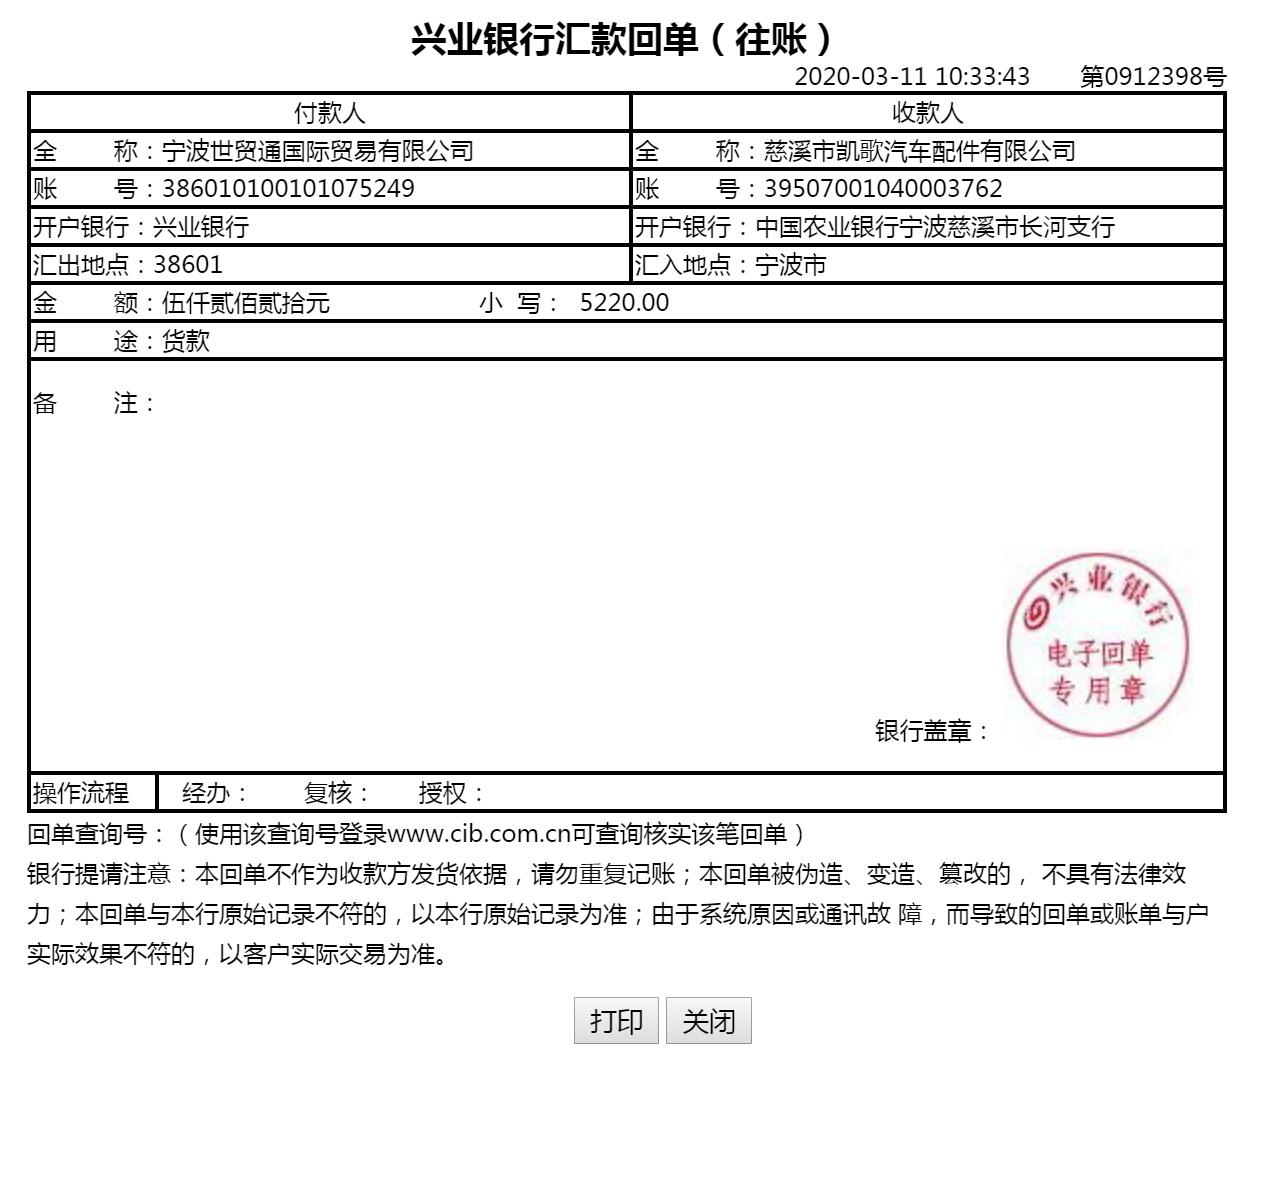 兴业银行汇款回单（往账）
2020-03-11 10:33:43 第0912398号
付款人 收款人
全 称：宁波世贸通国际贸易有限公司 全 称：慈溪市凯歌汽车配件有限公司
账 号：386010100101075249 账 号：39507001040003762
开户银行：兴业银行 开户银行：中国农业银行宁波慈溪市长河支行
汇出地点：38601 汇入地点：宁波市
金 额：伍仟贰佰贰拾元 小 写： 5220.00
用 途：货款
备 注：
兴业银行
电子回单
专用章
银行盖章：
操作流程 经办： 复核： 授权：
回单查询号：（使用该查询号登录www.cib.com.cn可查询核实该笔回单）
银行提请注意：本回单不作为收款方发货依据，请勿重复记账；本回单被伪造、变造、篡改的， 不具有法律效
力；本回单与本行原始记录不符的，以本行原始记录为准；由于系统原因或通讯故 障，而导致的回单或账单与户
实际效果不符的，以客户实际交易为准。
打印 关闭